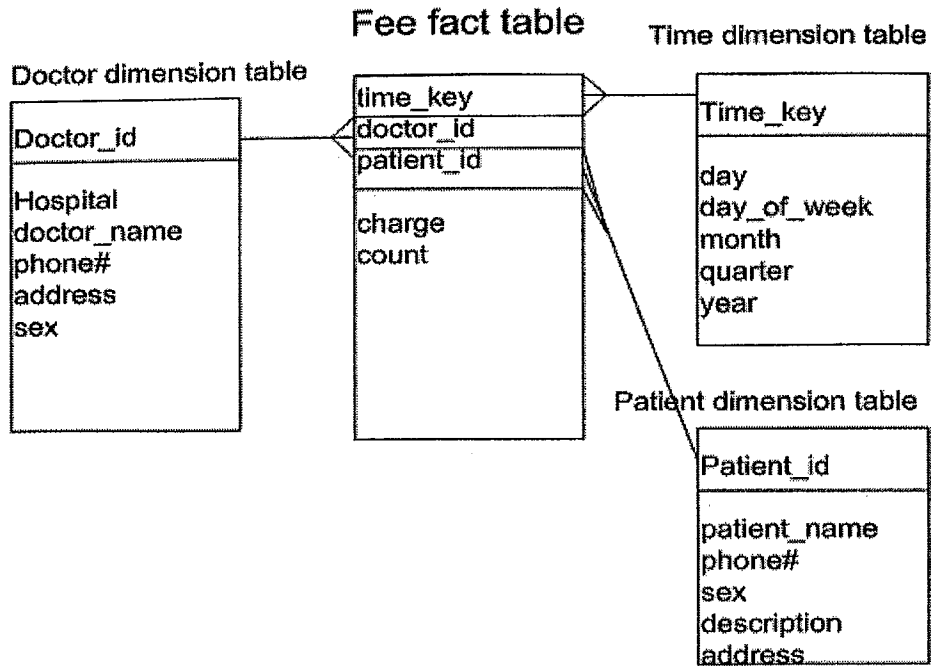 Fee fact table
Time dimension table
Doctor dimension table
Doctor_id
Hospital
doctor_name
phone#
address
sex
time_key
doctor_id
patient_id
charge
count
Time_key
day
day_of_week
month
quarter
year
Patient dimension table
Patient_id
patient_name
phone#
sex
description
address